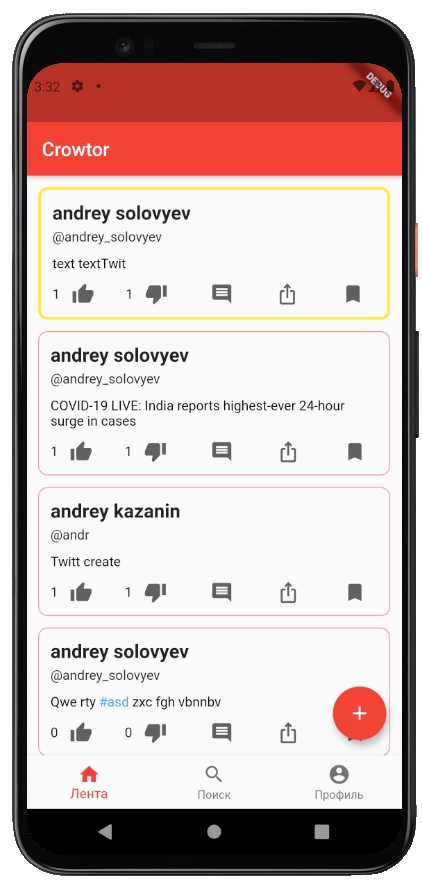 3:32
DEBUG
Crowtor
andrey solovyev
@andrey_solovyev
text textTwit
1 1
andrey solovyev
@andrey_solovyev
COVID-19 LIVE: India reports highest-ever 24-hour
surge in cases
1 1
andrey kazanin
@andr
Twitt create
1 1
andrey solovyev
@andrey_solovyev
Qwe rty #asd zxc fgh vbnnbv
0 0
Лента Поиск Профиль